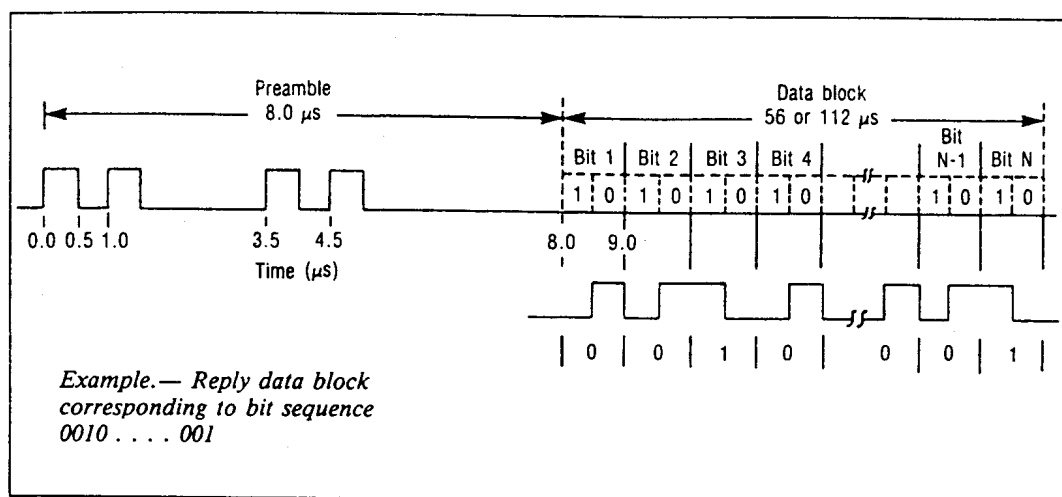 Preamble
8.0 μs
Data block
56 or 112 μs
Bit 1 Bit 2 Bit 3 Bit 4 Bit N-1 Bit N
1 0 1 0 1 0 1 0 1 0 1 0
0.0 0.5 1.0 3.5 4.5 8.0 9.0
Time (μs)
0 0 1 0 0 0 1
Example.— Reply data block
corresponding to bit sequence
0010 . . . . 001